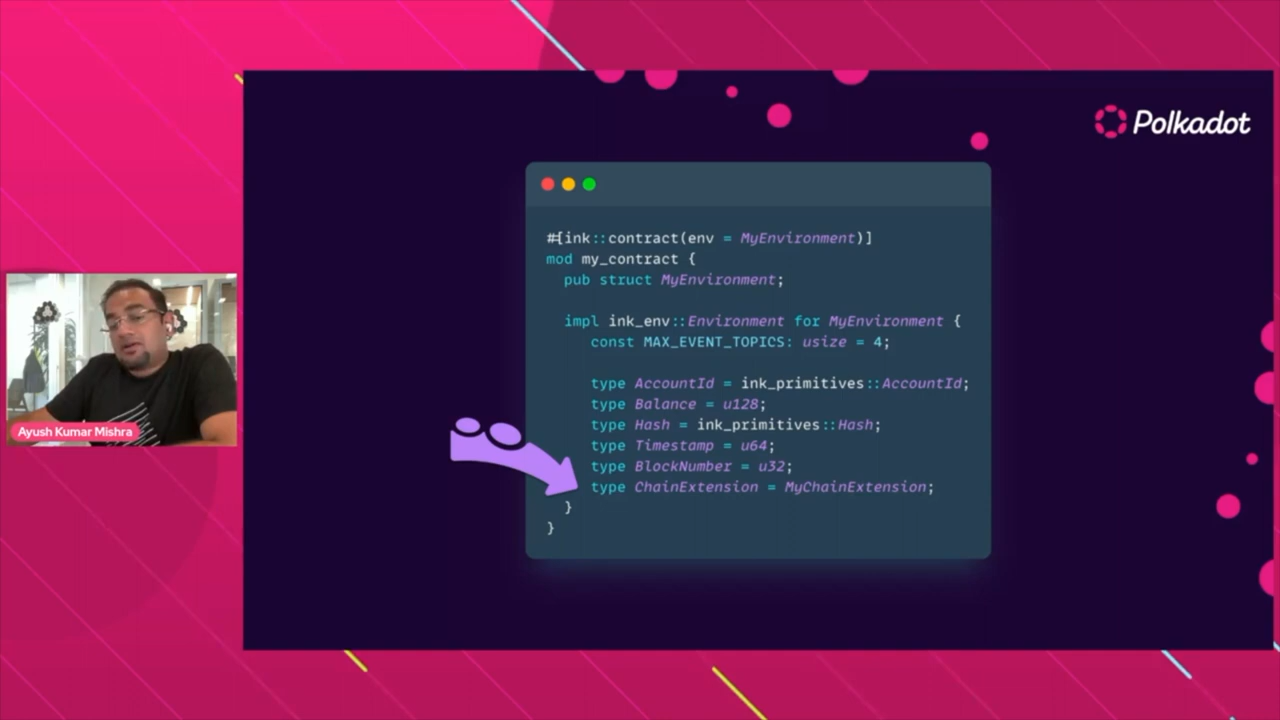 Polkadot
#[ink::contract(env = MyEnvironment)]
mod my_contract {
pub struct MyEnvironment;
impl ink_env::Environment for MyEnvironment {
const MAX_EVENT_TOPICS: usize = 4;
type AccountId = ink_primitives::AccountId;
type Balance = u128;
type Hash = ink_primitives::Hash;
type Timestamp = u64;
type BlockNumber = u32;
type ChainExtension = MyChainExtension;
}
}
Ayush Kumar Mishra